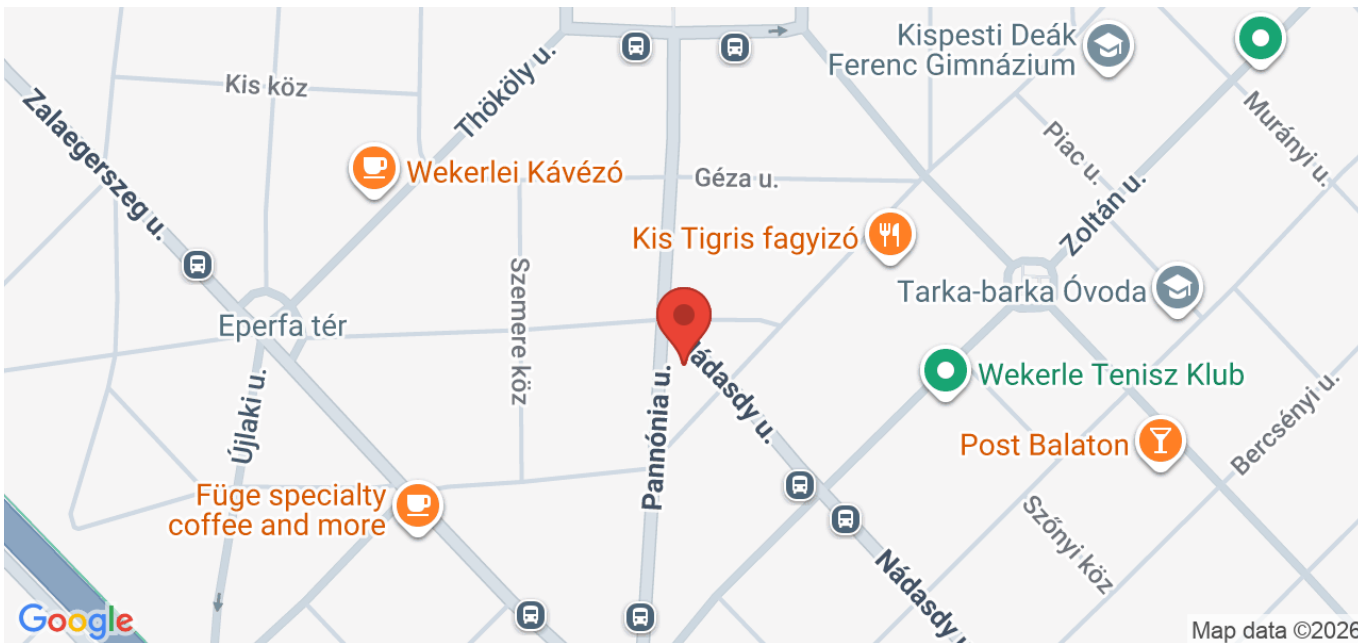 Kispesti Deák
Ferenc Gimnázium
Kis köz
Thököly u.
Zalaegerszeg u.
Murányi u.
Piac u.
Wekerlei Kávézó
Géza u.
Zoltán u.
Kis Tigris fagyizó
Szemere köz
Tarka-barka Óvoda
Eperfa tér
Nádasdy u.
Wekerle Tenisz Klub
Újlaki u.
Pannónia u.
Bercsényi u.
Post Balaton
Füge specialty
coffee and more
Szőnyi köz
Nádasdy u.
Google
Map data ©2026